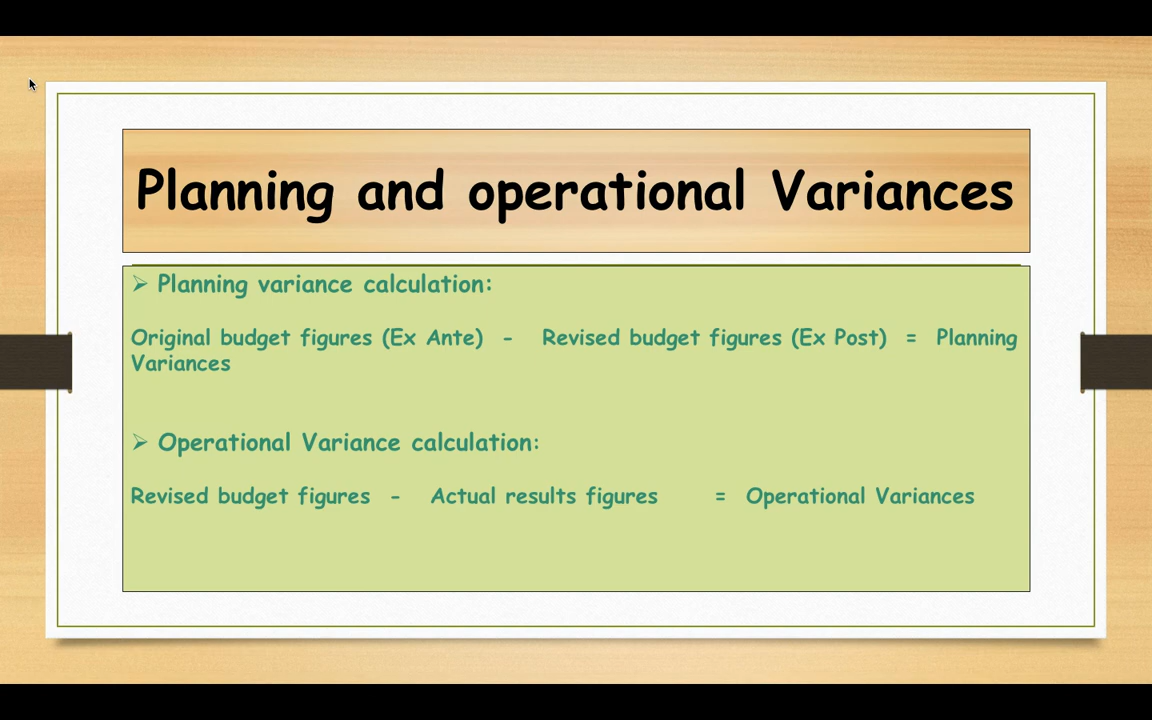 Planning and operational Variances
➢ Planning variance calculation:
Original budget figures (Ex Ante) - Revised budget figures (Ex Post) = Planning
Variances
➢ Operational Variance calculation:
Revised budget figures - Actual results figures = Operational Variances